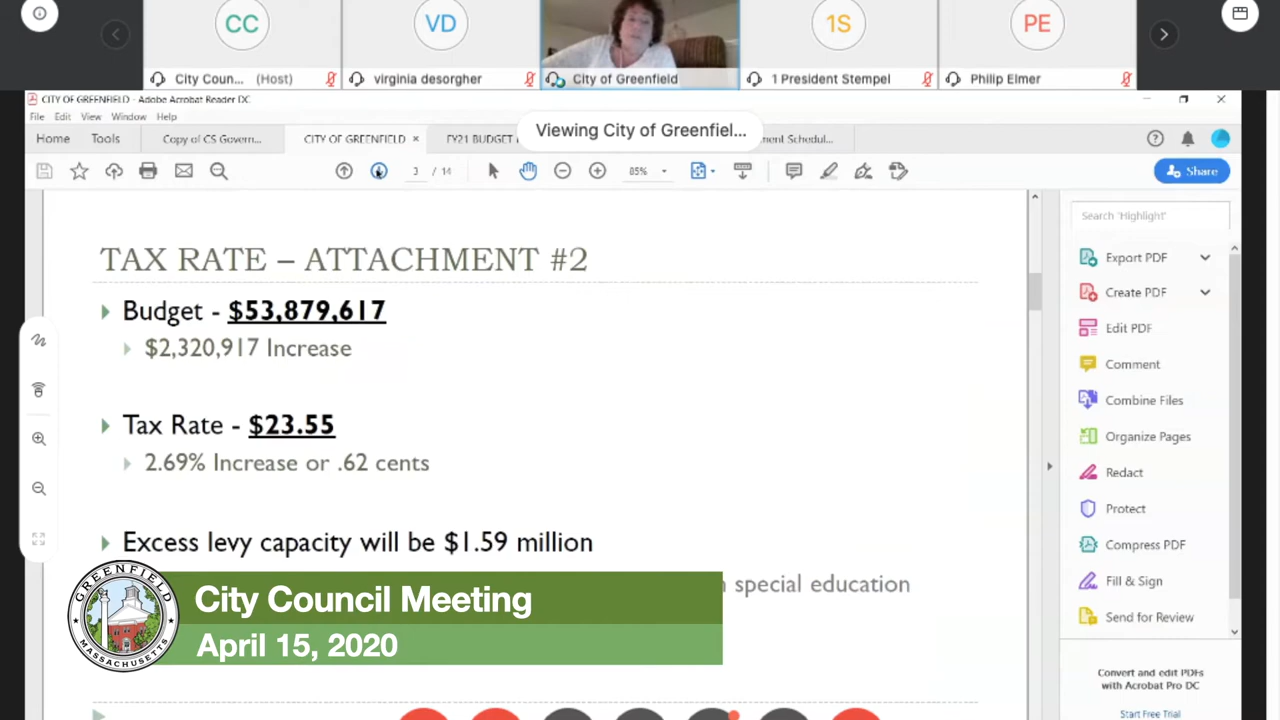 CC
VD
1S
PE
City Coun... (Host)
virginia desorgher
City of Greenfield
1 President Stempel
Philip Elmer
CITY OF GREENFIELD - Adobe Acrobat Reader DC
File Edit View Window Help
Viewing City of Greenfiel...
Home Tools Copy of CS Govern... CITY OF GREENFIELD × FY21 BUDGET Schedul...
3 / 14 85% Share
Search 'Highlight'
TAX RATE – ATTACHMENT #2
Budget - $53,879,617
$2,320,917 Increase
Tax Rate - $23.55
2.69% Increase or .62 cents
Excess levy capacity will be $1.59 million
special education
Export PDF
Create PDF
Edit PDF
Comment
Combine Files
Organize Pages
Redact
Protect
Compress PDF
Fill & Sign
Send for Review
Convert and edit PDFs
with Acrobat Pro DC
Start Free Trial
GREENFIELD
MASSACHUSETTS
City Council Meeting
April 15, 2020